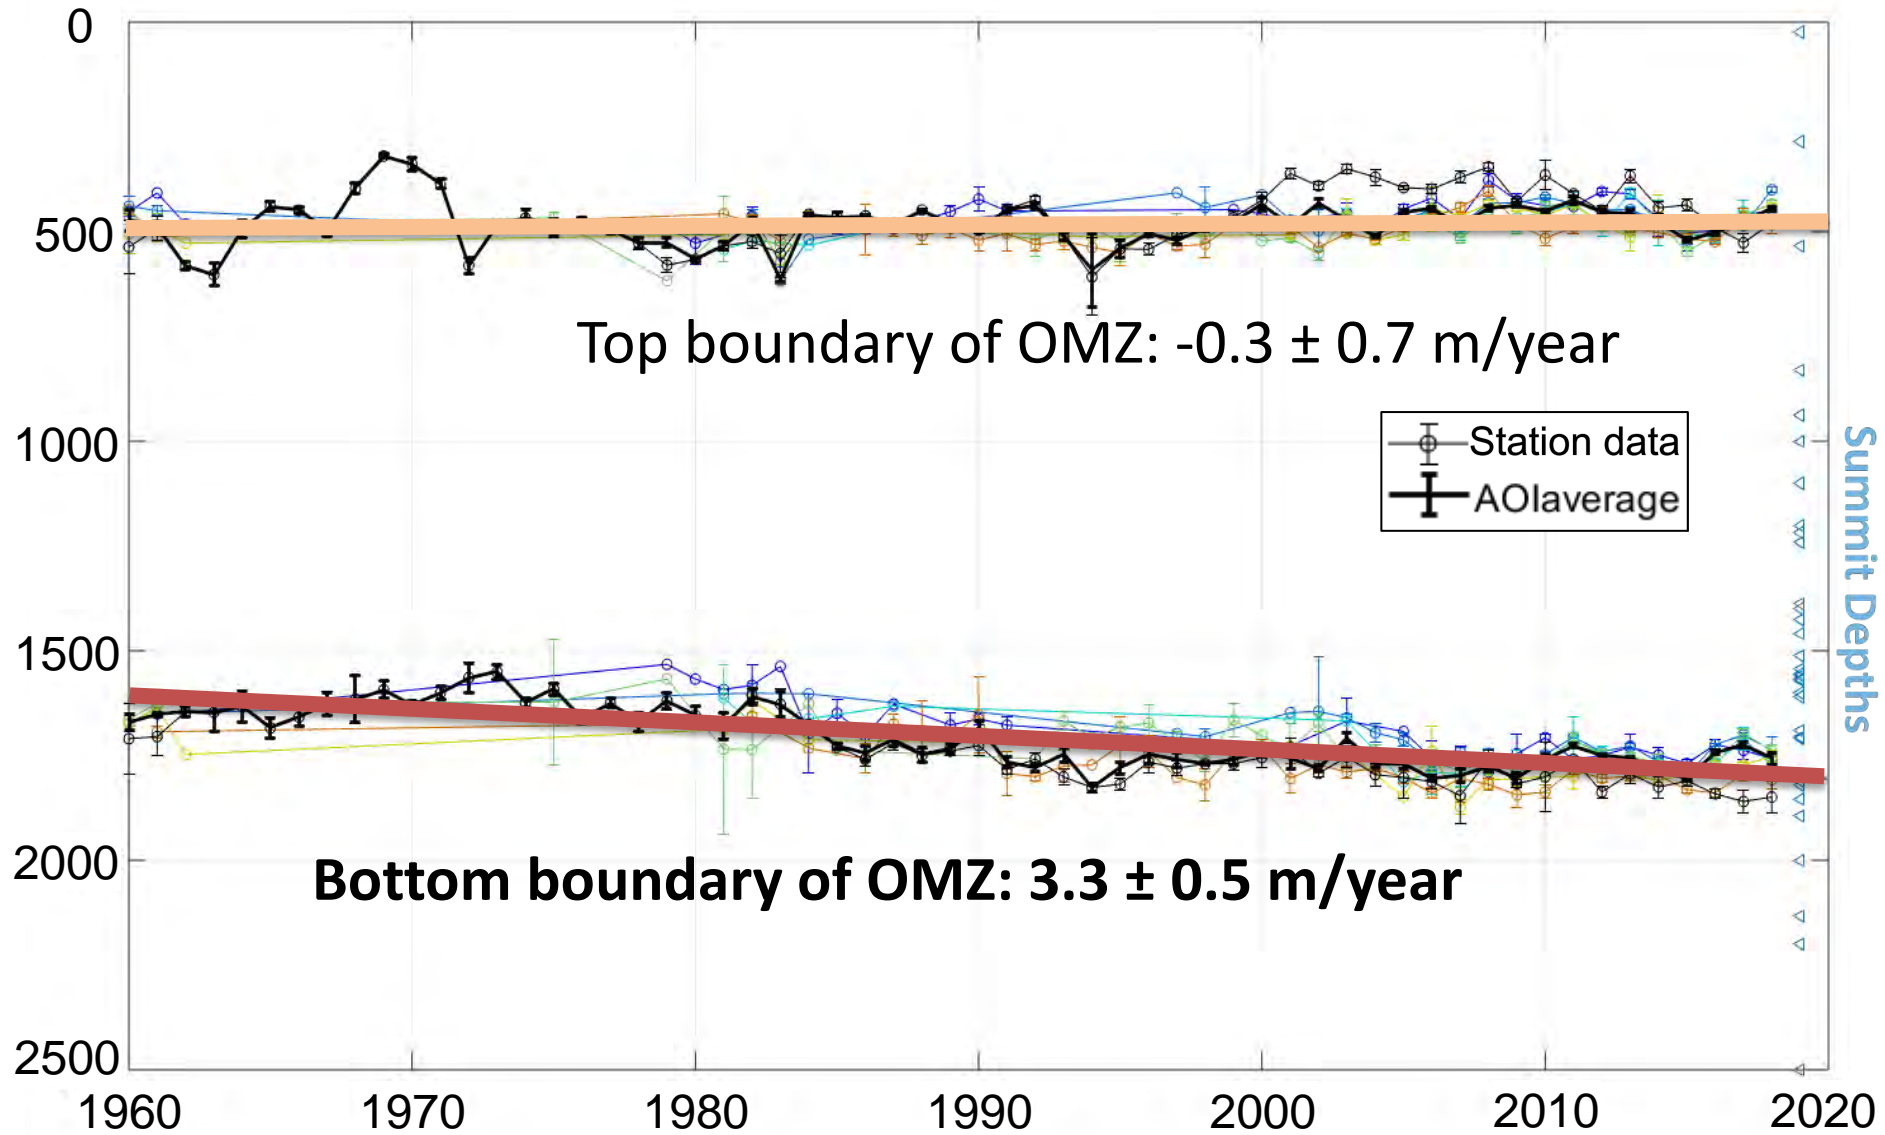 0
500
Top boundary of OMZ: -0.3 ± 0.7 m/year
1000
Station data
AOIaverage
Summit Depths
1500
2000
Bottom boundary of OMZ: 3.3 ± 0.5 m/year
2500
1960 1970 1980 1990 2000 2010 2020